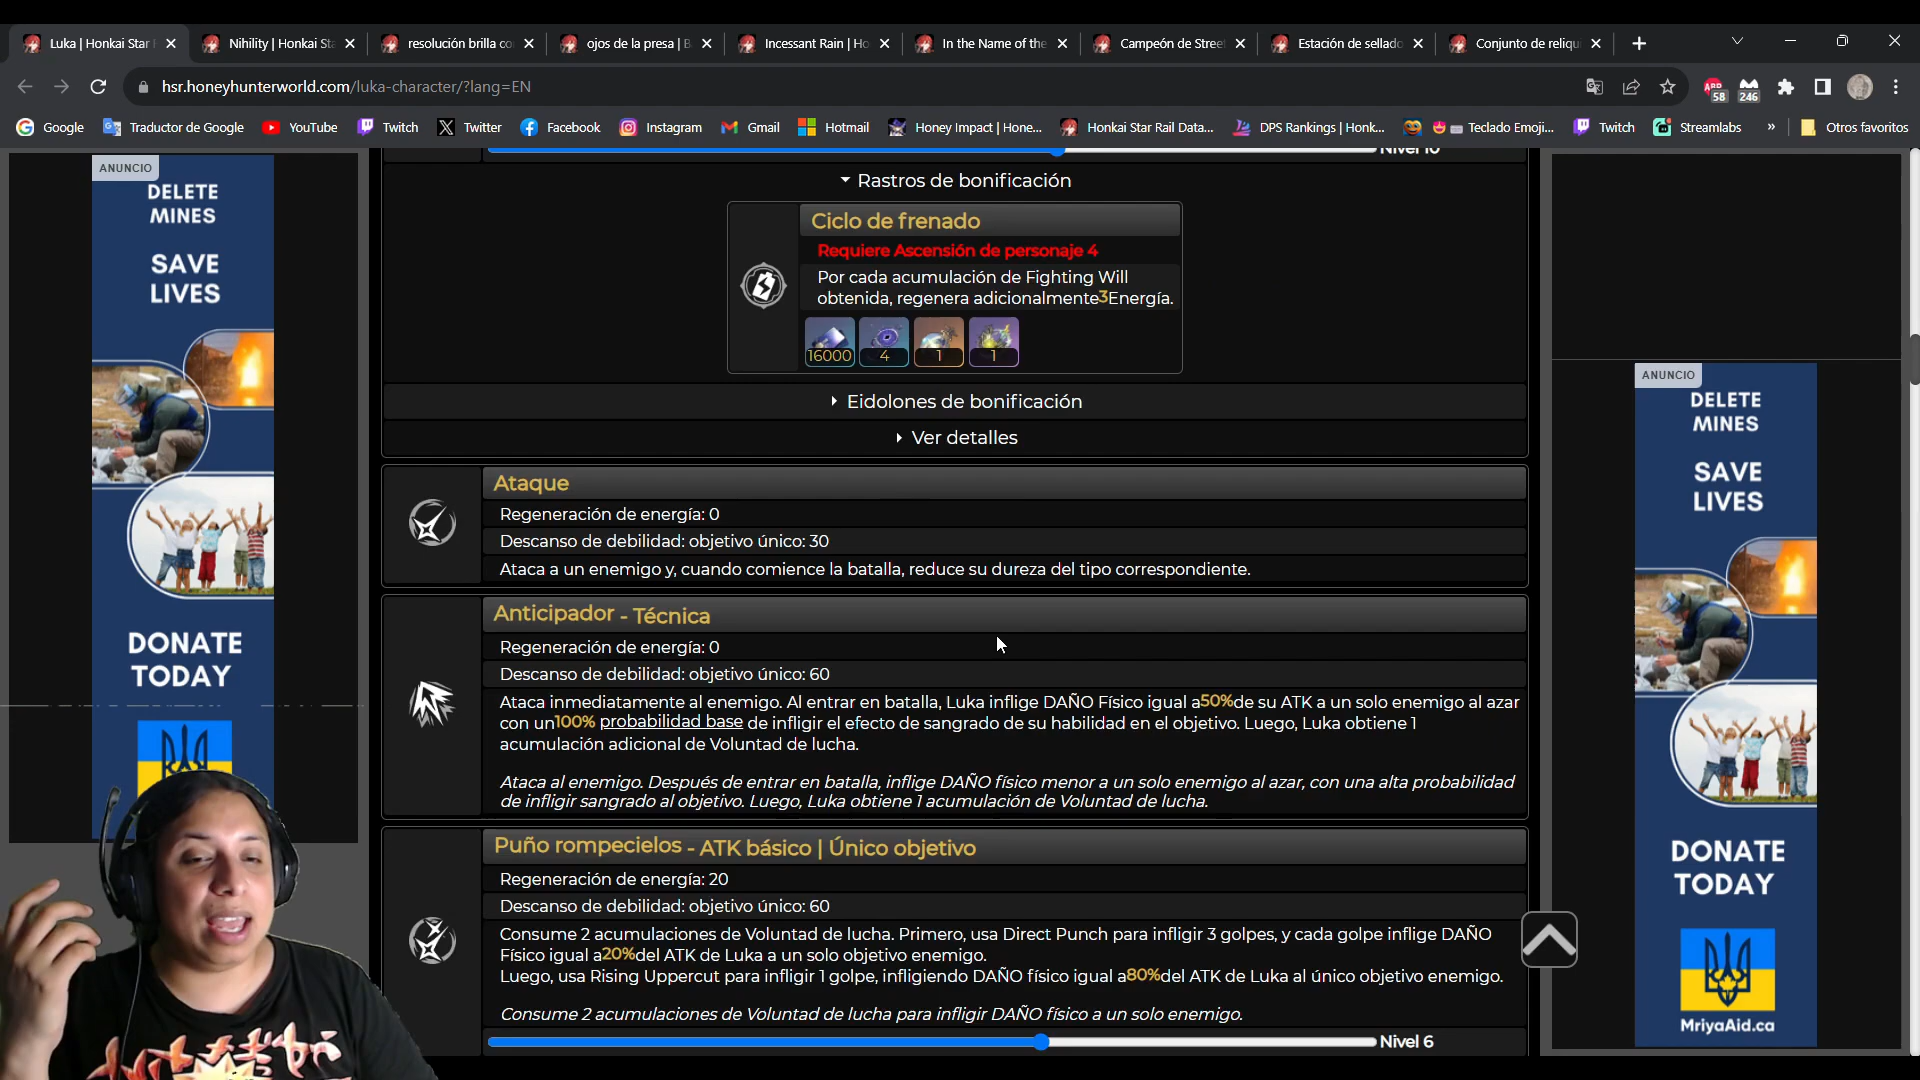 Luka | Honkai Star
Nihility | Honkai Sta
resolución brilla co
ojos de la presa | B
Incessant Rain | Ho
In the Name of the
Campeón de Stree
Estación de sellado
Conjunto de reliqu
hsr.honeyhunterworld.com/luka-character/?lang=EN
ABP
58
246
Google
Traductor de Google
YouTube
Twitch
Twitter
Facebook
Instagram
Gmail
Hotmail
Honey Impact | Hone...
Honkai Star Rail Data...
DPS Rankings | Honk...
Teclado Emoji...
Twitch
Streamlabs
»
Otros favoritos
Nivel 10
Rastros de bonificación
Ciclo de frenado
Requiere Ascensión de personaje 4
Por cada acumulación de Fighting Will
obtenida, regenera adicionalmente3Energía.
16000
4
1
1
Eidolones de bonificación
Ver detalles
Ataque
Regeneración de energía: 0
Descanso de debilidad: objetivo único: 30
Ataca a un enemigo y, cuando comience la batalla, reduce su dureza del tipo correspondiente.
Anticipador - Técnica
Regeneración de energía: 0
Descanso de debilidad: objetivo único: 60
Ataca inmediatamente al enemigo. Al entrar en batalla, Luka inflige DAÑO Físico igual a50%de su ATK a un solo enemigo al azar
con un100% probabilidad base de infligir el efecto de sangrado de su habilidad en el objetivo. Luego, Luka obtiene 1
acumulación adicional de Voluntad de lucha.
Ataca al enemigo. Después de entrar en batalla, inflige DAÑO físico menor a un solo enemigo al azar, con una alta probabilidad
de infligir sangrado al objetivo. Luego, Luka obtiene 1 acumulación de Voluntad de lucha.
Puño rompecielos - ATK básico | Único objetivo
Regeneración de energía: 20
Descanso de debilidad: objetivo único: 60
Consume 2 acumulaciones de Voluntad de lucha. Primero, usa Direct Punch para infligir 3 golpes, y cada golpe inflige DAÑO
Físico igual a20%del ATK de Luka a un solo objetivo enemigo.
Luego, usa Rising Uppercut para infligir 1 golpe, infligiendo DAÑO físico igual a80%del ATK de Luka al único objetivo enemigo.
Consume 2 acumulaciones de Voluntad de lucha para infligir DAÑO físico a un solo enemigo.
Nivel 6
ANUNCIO
DELETE
MINES
SAVE
LIVES
DONATE
TODAY
ANUNCIO
DELETE
MINES
SAVE
LIVES
DONATE
TODAY
MriyaAid.ca